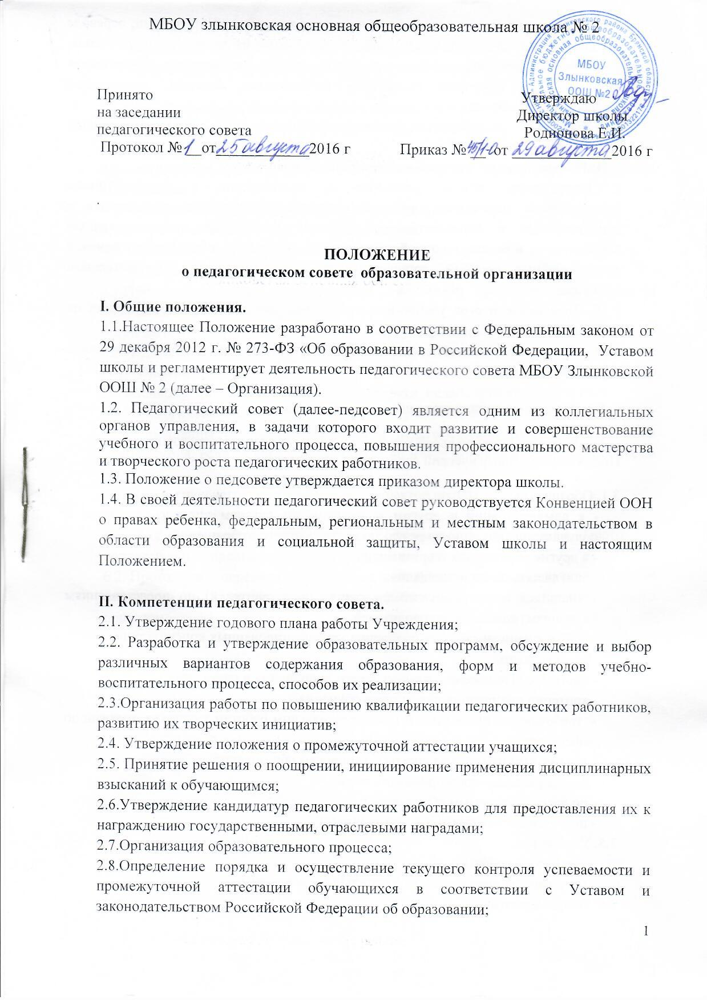 МБОУ злынковская основная общеобразовательная школа № 2
МБОУ
Злынковская
ООШ №2
Принято Утверждаю
на заседании Директор школы
педагогического совета Родионова Е.И.
Протокол № 1 от 25 августа 2016 г Приказ № 45/1-О от 29 августа 2016 г
.
ПОЛОЖЕНИЕ
о педагогическом совете образовательной организации
I. Общие положения.
1.1.Настоящее Положение разработано в соответствии с Федеральным законом от
29 декабря 2012 г. № 273-ФЗ «Об образовании в Российской Федерации, Уставом
школы и регламентирует деятельность педагогического совета МБОУ Злынковской
ООШ № 2 (далее – Организация).
1.2. Педагогический совет (далее-педсовет) является одним из коллегиальных
органов управления, в задачи которого входит развитие и совершенствование
учебного и воспитательного процесса, повышения профессионального мастерства
и творческого роста педагогических работников.
1.3. Положение о педсовете утверждается приказом директора школы.
1.4. В своей деятельности педагогический совет руководствуется Конвенцией ООН
о правах ребенка, федеральным, региональным и местным законодательством в
области образования и социальной защиты, Уставом школы и настоящим
Положением.
II. Компетенции педагогического совета.
2.1. Утверждение годового плана работы Учреждения;
2.2. Разработка и утверждение образовательных программ, обсуждение и выбор
различных вариантов содержания образования, форм и методов учебно-
воспитательного процесса, способов их реализации;
2.3.Организация работы по повышению квалификации педагогических работников,
развитию их творческих инициатив;
2.4. Утверждение положения о промежуточной аттестации учащихся;
2.5. Принятие решения о поощрении, инициирование применения дисциплинарных
взысканий к обучающимся;
2.6.Утверждение кандидатур педагогических работников для предоставления их к
награждению государственными, отраслевыми наградами;
2.7.Организация образовательного процесса;
2.8.Определение порядка и осуществление текущего контроля успеваемости и
промежуточной аттестации обучающихся в соответствии с Уставом и
законодательством Российской Федерации об образовании;
1